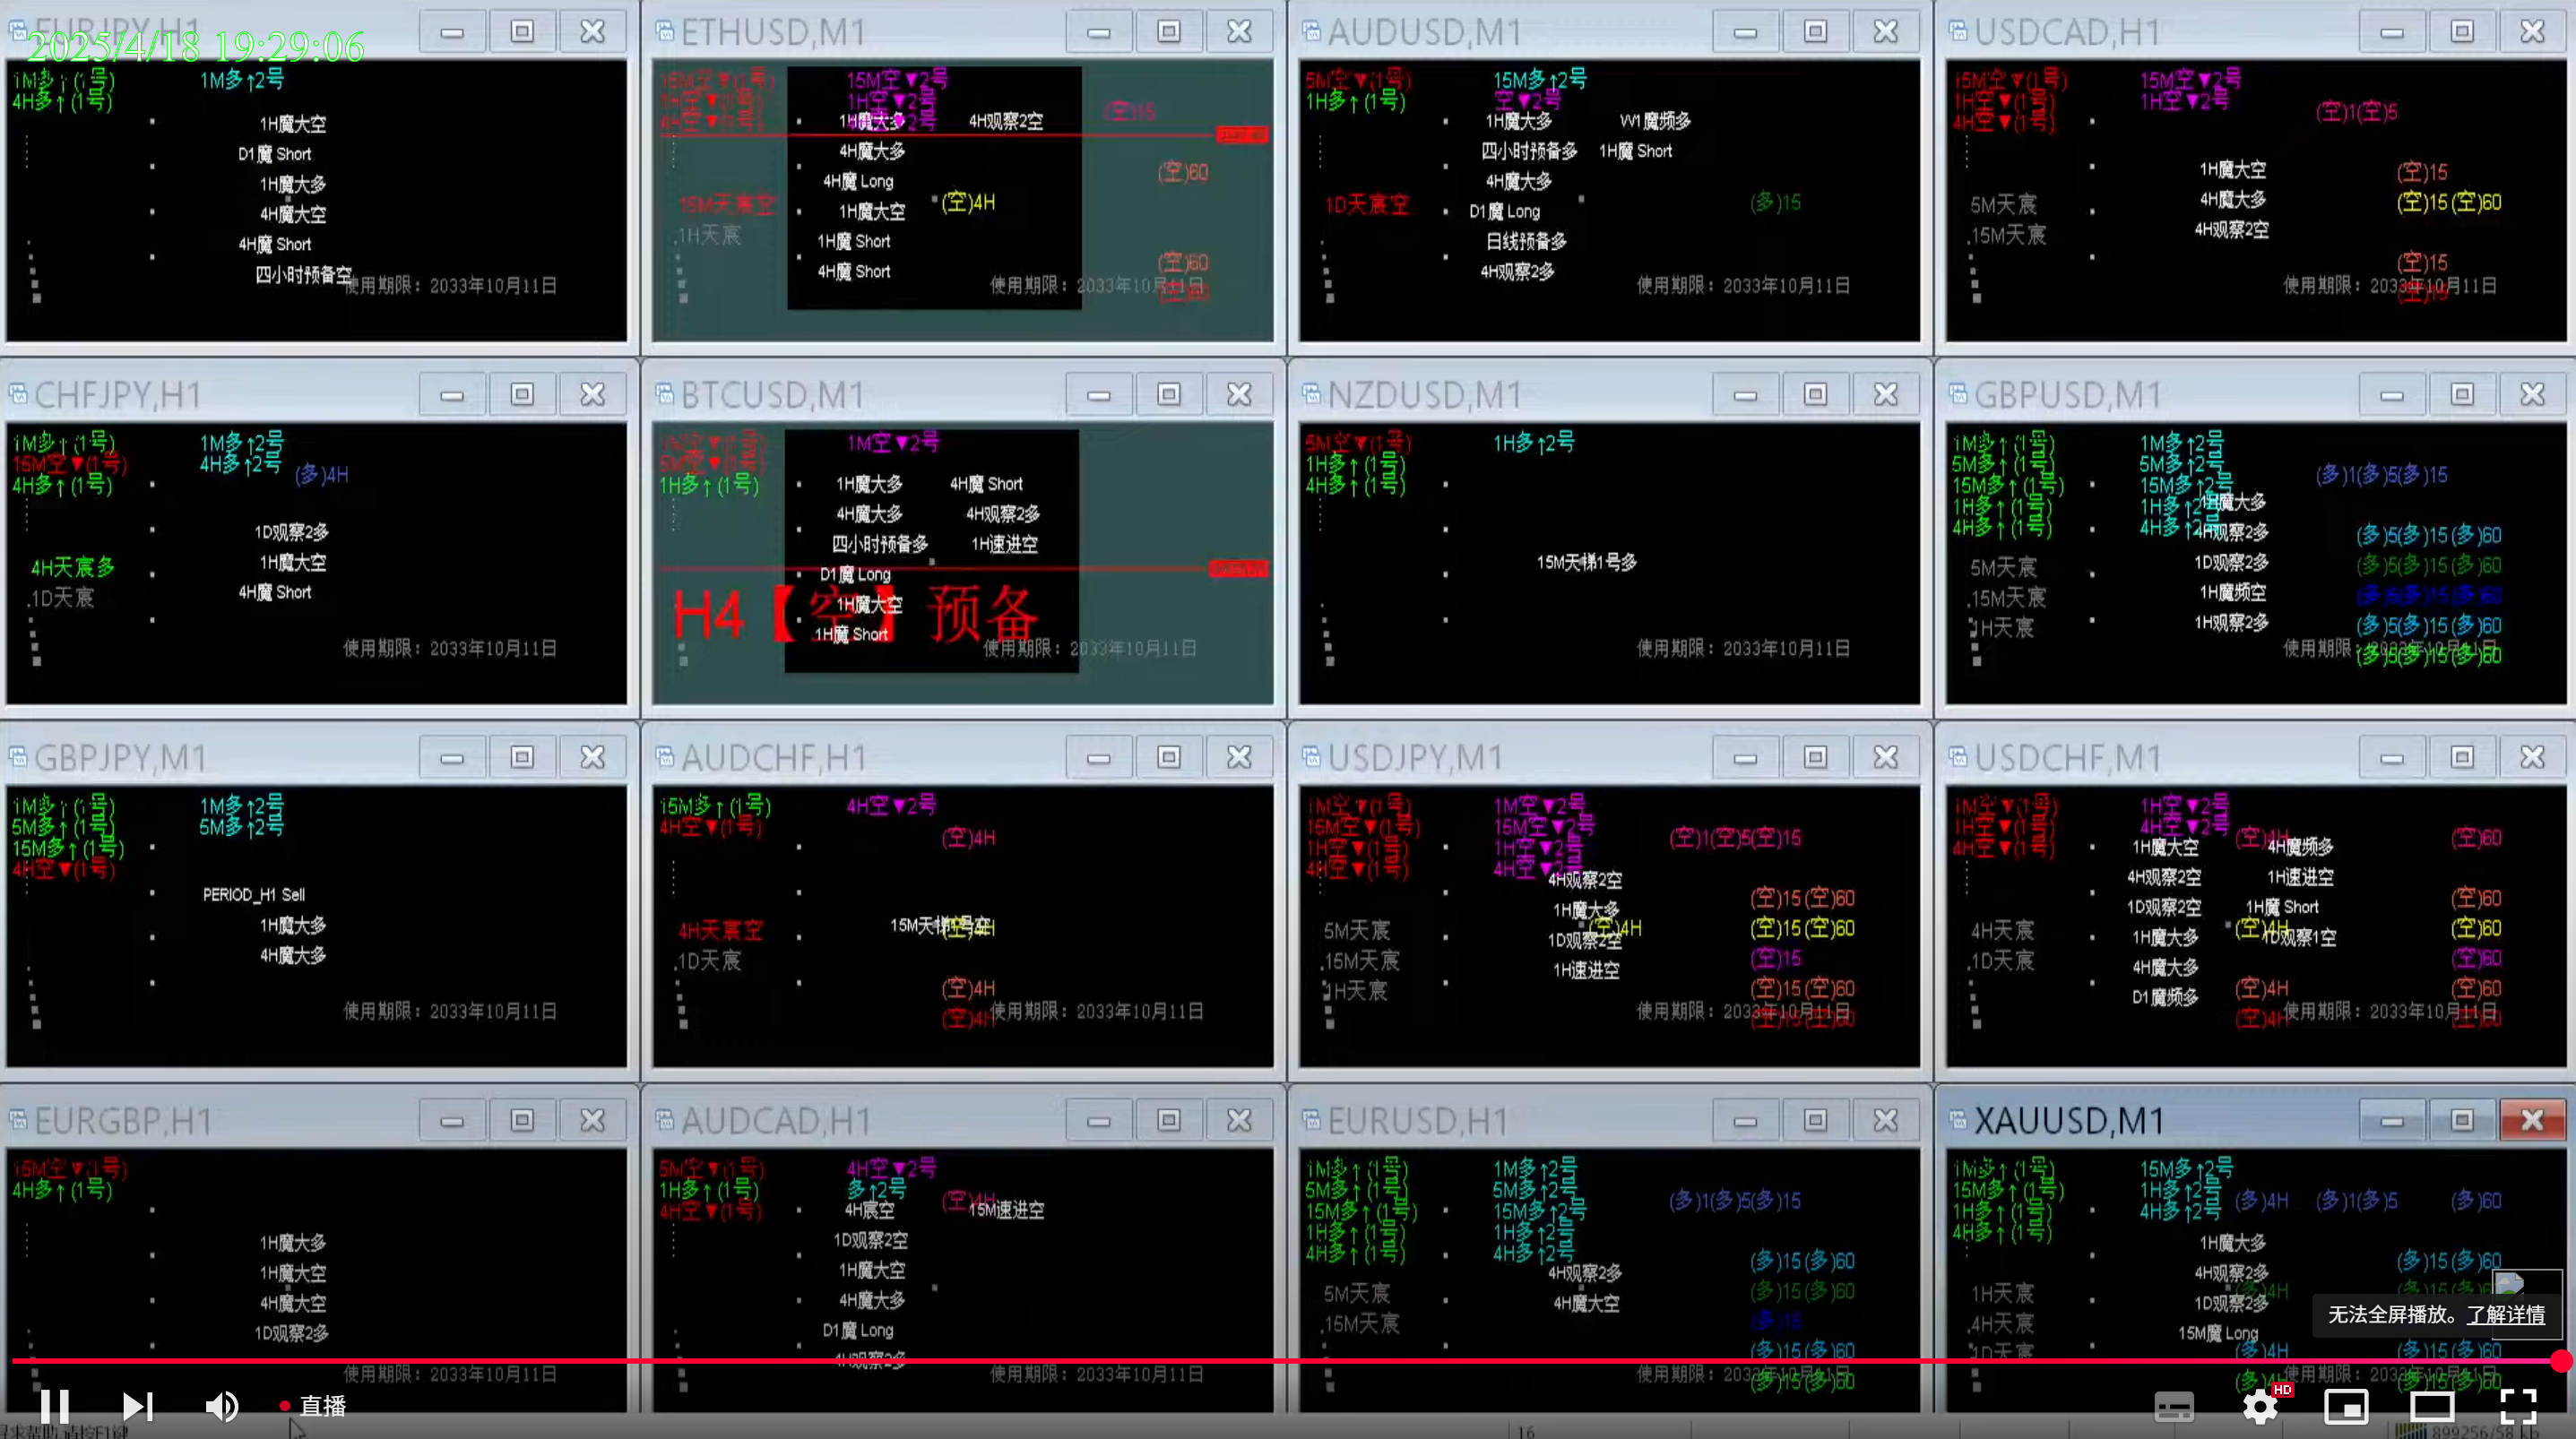 EURJPY,H1
2025/4/18 19:29:06
1M多↑(1号)
4H多↑(1号)
1M多↑2号
1H魔大空
D1魔 Short
1H魔大多
4H魔大空
4H魔 Short
四小时预备空
使用期限：2033年10月11日
ETHUSD,M1
15M空▼(1号)
1H空▼(1号)
4H空▼(1号)
15M空▼2号
1H空▼2号
(空)15
1H魔大多
4H观察2空
4H魔大多
4H魔 Long
(空)60
15M天宸空
1H魔大空
(空)4H
.1H天宸
1H魔 Short
4H魔 Short
(空)60
(空)60
使用期限：2033年10月11日
AUDUSD,M1
5M空▼(1号)
1H多↑(1号)
15M多↑2号
空▼2号
1H魔大多
W1魔频多
四小时预备多
1H魔 Short
4H魔大多
1D天宸空
D1魔 Long
(多)15
日线预备多
4H观察2多
使用期限：2033年10月11日
USDCAD,H1
15M空▼(1号)
1H空▼(1号)
4H空▼(1号)
15M空▼2号
1H空▼2号
(空)1(空)5
1H魔大空
(空)15
4H魔大多
(空)15(空)60
5M天宸
.15M天宸
4H观察2空
(空)15
(空)15
使用期限：2033年10月11日
CHFJPY,H1
1M多↑(1号)
15M空▼(1号)
4H多↑(1号)
1M多↑2号
4H多↑2号
(多)4H
1D观察2多
4H天宸多
1H魔大空
.1D天宸
4H魔 Short
使用期限：2033年10月11日
BTCUSD,M1
1M空▼(1号)
5M空▼(1号)
1H多↑(1号)
1M空▼2号
1H魔大多
4H魔 Short
4H魔大多
4H观察2多
四小时预备多
1H速进空
D1魔 Long
1H魔大空
H4【空】预备
1H魔 Short
使用期限：2033年10月11日
NZDUSD,M1
5M空▼(1号)
1H多↑(1号)
4H多↑(1号)
1H多↑2号
15M天梯1号多
使用期限：2033年10月11日
GBPUSD,M1
1M多↑(1号)
5M多↑(1号)
15M多↑(1号)
1H多↑(1号)
4H多↑(1号)
1M多↑2号
5M多↑2号
15M多↑2号
1H多↑2号
4H多↑2号
(多)1(多)5(多)15
1H魔大多
4H观察2多
(多)5(多)15(多)60
1D观察2多
(多)5(多)15(多)60
5M天宸
.15M天宸
1H天宸
1H魔频空
(多)5(多)15(多)60
1H观察2多
(多)5(多)15(多)60
(多)5(多)15(多)60
使用期限：2033年10月11日
GBPJPY,M1
1M多↑(1号)
5M多↑(1号)
15M多↑(1号)
4H空▼(1号)
1M多↑2号
5M多↑2号
PERIOD_H1 Sell
1H魔大多
4H魔大多
使用期限：2033年10月11日
AUDCHF,H1
15M多↑(1号)
4H空▼(1号)
4H空▼2号
(空)4H
15M天梯1号空
(空)4H
4H天宸空
.1D天宸
(空)4H
(空)4H
使用期限：2033年10月11日
USDJPY,M1
1M空▼(1号)
15M空▼(1号)
1H空▼(1号)
4H空▼(1号)
1M空▼2号
15M空▼2号
1H空▼2号
4H空▼2号
(空)1(空)5(空)15
4H观察2空
1H魔大多
(空)15(空)60
(空)4H
(空)15(空)60
5M天宸
.15M天宸
1H天宸
1D观察2空
(空)15
1H速进空
(空)15(空)60
(空)15(空)60
使用期限：2033年10月11日
USDCHF,M1
1M空▼(1号)
1H空▼(1号)
4H空▼(1号)
1H空▼2号
4H空▼2号
(空)4H
(空)60
1H魔大空
4H魔频多
4H观察2空
1H速进空
1D观察2空
1H魔 Short
(空)60
4H天宸
.1D天宸
1H魔大多
(空)4H
1D观察1空
(空)60
4H魔大多
(空)60
D1魔频多
(空)4H
(空)60
(空)4H
(空)60
使用期限：2033年10月11日
EURGBP,H1
15M空▼(1号)
4H多↑(1号)
1H魔大多
1H魔大空
4H魔大空
1D观察2多
使用期限：2033年10月11日
AUDCAD,H1
5M空▼(1号)
1H多↑(1号)
4H空▼(1号)
4H空▼2号
多↑2号
(空)4H
4H宸空
15M速进空
1D观察2空
1H魔大空
4H魔大多
D1魔 Long
4H观察2多
使用期限：2033年10月11日
EURUSD,H1
1M多↑(1号)
5M多↑(1号)
15M多↑(1号)
1H多↑(1号)
4H多↑(1号)
1M多↑2号
5M多↑2号
15M多↑2号
1H多↑2号
4H多↑2号
(多)1(多)5(多)15
4H观察2多
(多)15(多)60
4H魔大空
(多)15(多)60
5M天宸
.15M天宸
(多)15
(多)15(多)60
(多)15(多)60
使用期限：2033年10月11日
XAUUSD,M1
1M多↑(1号)
15M多↑(1号)
1H多↑(1号)
4H多↑(1号)
15M多↑2号
1H多↑2号
4H多↑2号
(多)4H
(多)1(多)5
(多)60
1H魔大多
4H观察2多
(多)15(多)60
1H天宸
.4H天宸
1D天宸
1D观察2多
15M魔 Long
(多)4H
(多)15(多)60
(多)4H
(多)15(多)60
使用期限：2033年10月11日
无法全屏播放。了解详情
直播
HD
16
899256/58 kb